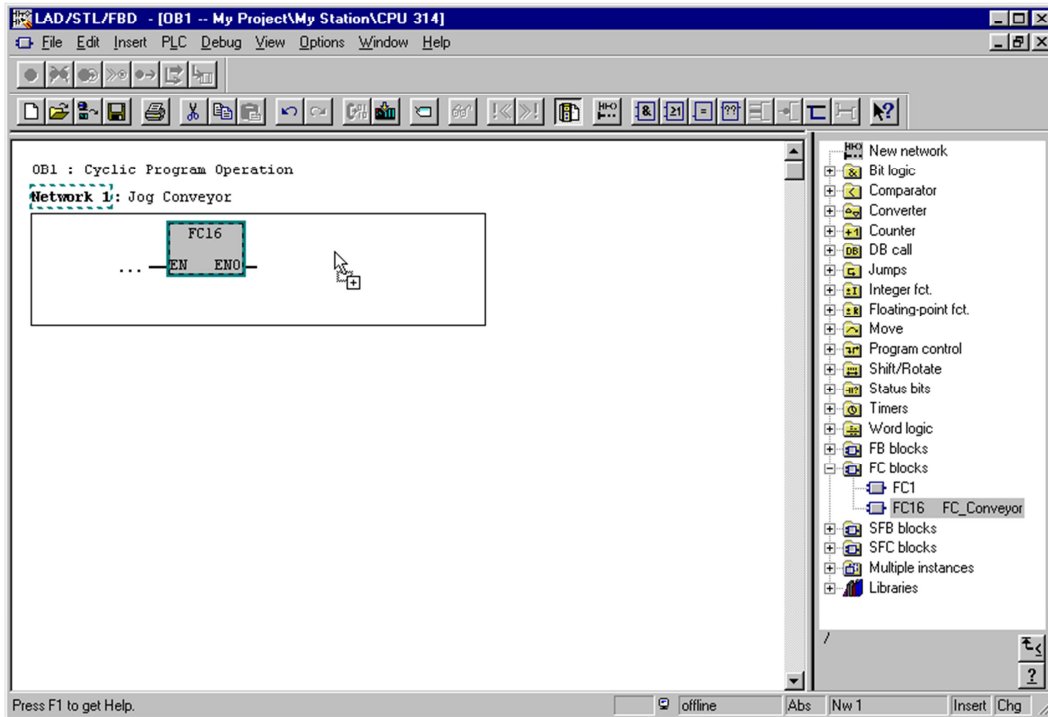 LAD/STL/FBD - [OB1 -- My Project\My Station\CPU 314]
File Edit Insert PLC Debug View Options Window Help
OB1 : Cyclic Program Operation
Network 1: Jog Conveyor
FC16
... EN ENO
New network
Bit logic
Comparator
Converter
Counter
DB call
Jumps
Integer fct.
Floating-point fct.
Move
Program control
Shift/Rotate
Status bits
Timers
Word logic
FB blocks
FC blocks
FC1
FC16 FC_Conveyor
SFB blocks
SFC blocks
Multiple instances
Libraries
/
Press F1 to get Help. offline Abs Nw 1 Insert Chg